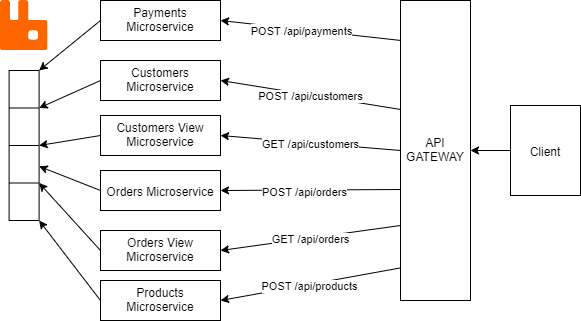 Payments
Microservice
POST /api/payments
Customers
Microservice
POST /api/customers
Customers View
Microservice
GET /api/customers
API
GATEWAY
Client
Orders Microservice
POST /api/orders
Orders View
Microservice
GET /api/orders
Products
Microservice
POST /api/products